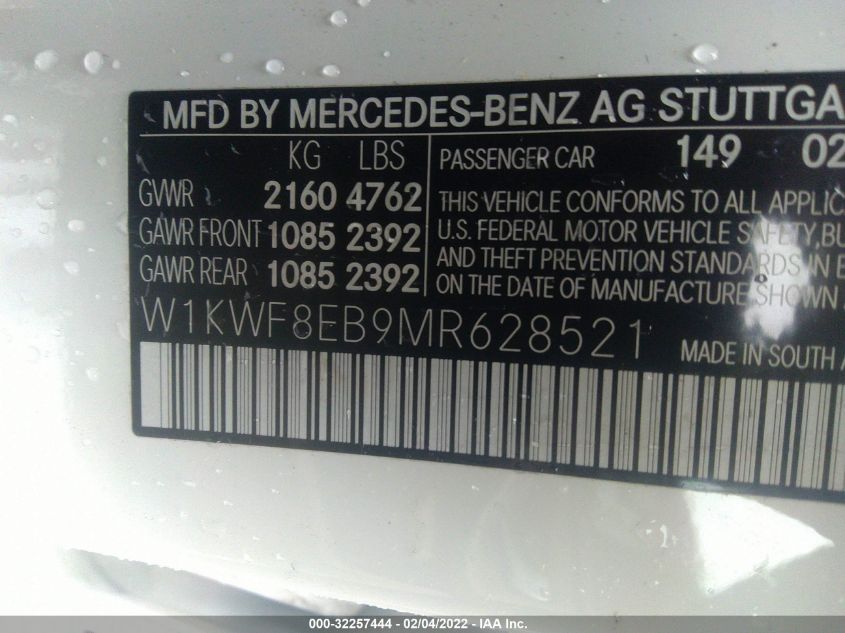 MFD BY MERCEDES-BENZ AG STUTTGA
KG LBS
GVWR 2160 4762
GAWR FRONT 1085 2392
GAWR REAR 1085 2392
PASSENGER CAR 149 02
THIS VEHICLE CONFORMS TO ALL APPLIC
U.S. FEDERAL MOTOR VEHICLE SAFETY, BU
AND THEFT PREVENTION STANDARDS IN E
ON THE DATE OF MANUFACTURE SHOWN
W1KWF8EB9MR628521
MADE IN SOUTH A
000-32257444 - 02/04/2022 - IAA Inc.